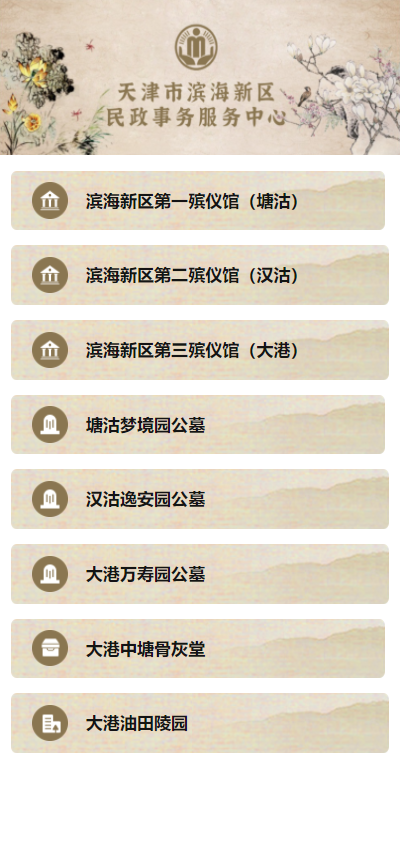 天津市滨海新区
民政事务服务中心
滨海新区第一殡仪馆（塘沽）
滨海新区第二殡仪馆（汉沽）
滨海新区第三殡仪馆（大港）
塘沽梦境园公墓
汉沽逸安园公墓
大港万寿园公墓
大港中塘骨灰堂
大港油田陵园